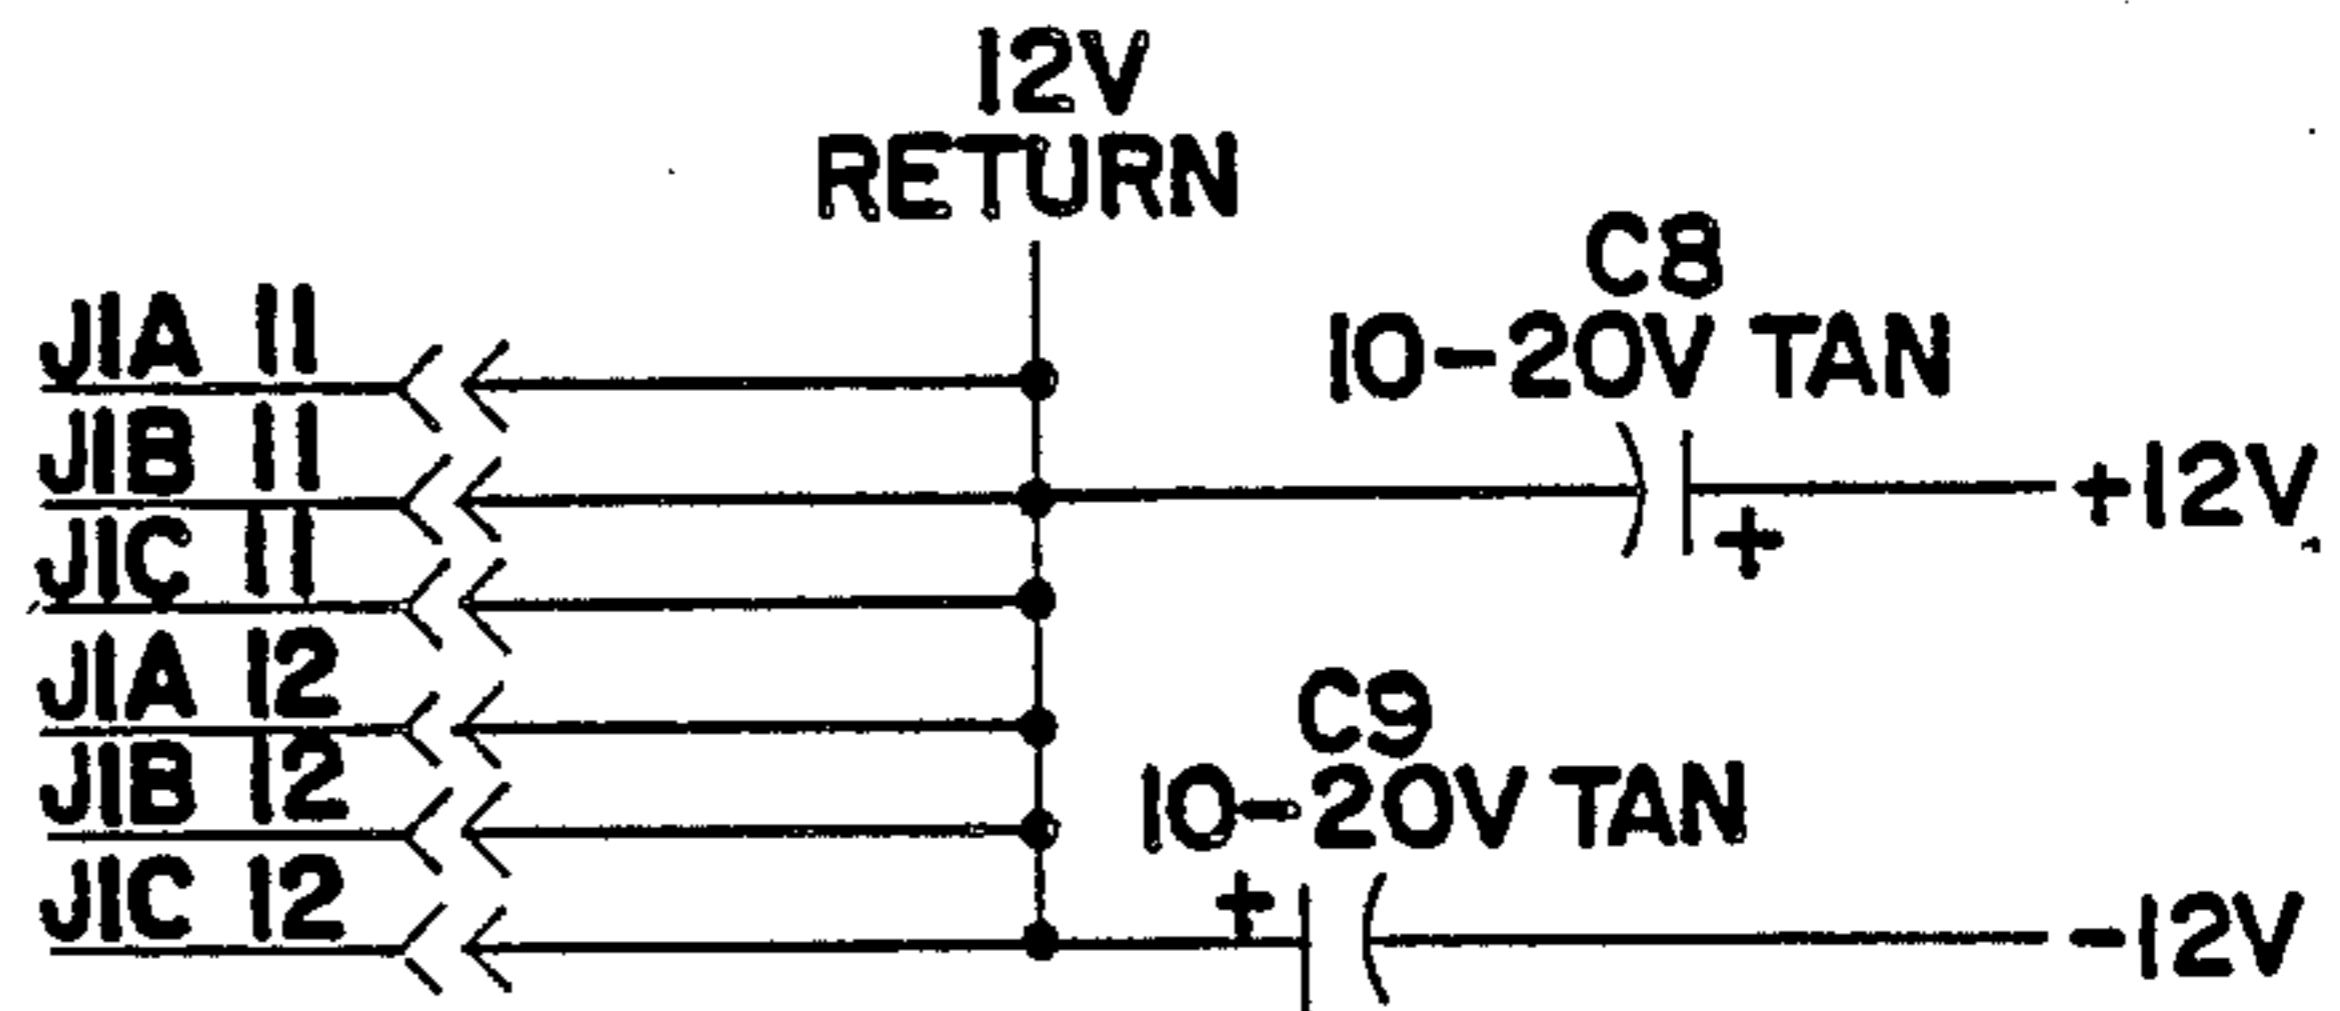 12V
RETURN
C8
10-20V TAN
J1A 11
J1B 11
+12V
+
J1C 11
J1A 12
C9
10-20V TAN
J1B 12
+
J1C 12
-12V